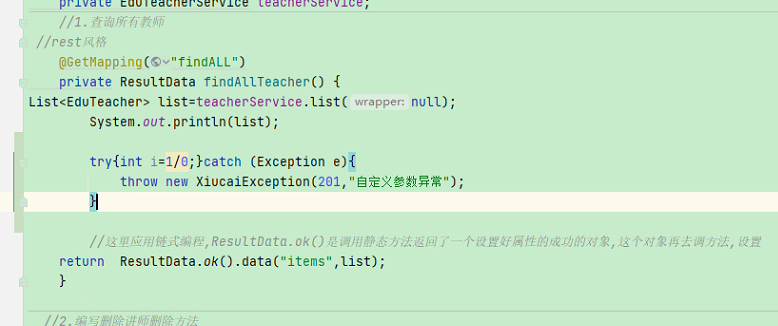 private EduTeacherService teacherService;
//1.查询所有教师
//rest风格
@GetMapping("findALL")
private ResultData findAllTeacher() {
List<EduTeacher> list=teacherService.list( wrapper: null);
System.out.println(list);
try{int i=1/0;}catch (Exception e){
throw new XiucaiException(201,"自定义参数异常");
}
//这里应用链式编程,ResultData.ok()是调用静态方法返回了一个设置好属性的成功的对象,这个对象再去调方法,设置
return ResultData.ok().data("items",list);
}
//2.编写删除讲师删除方法